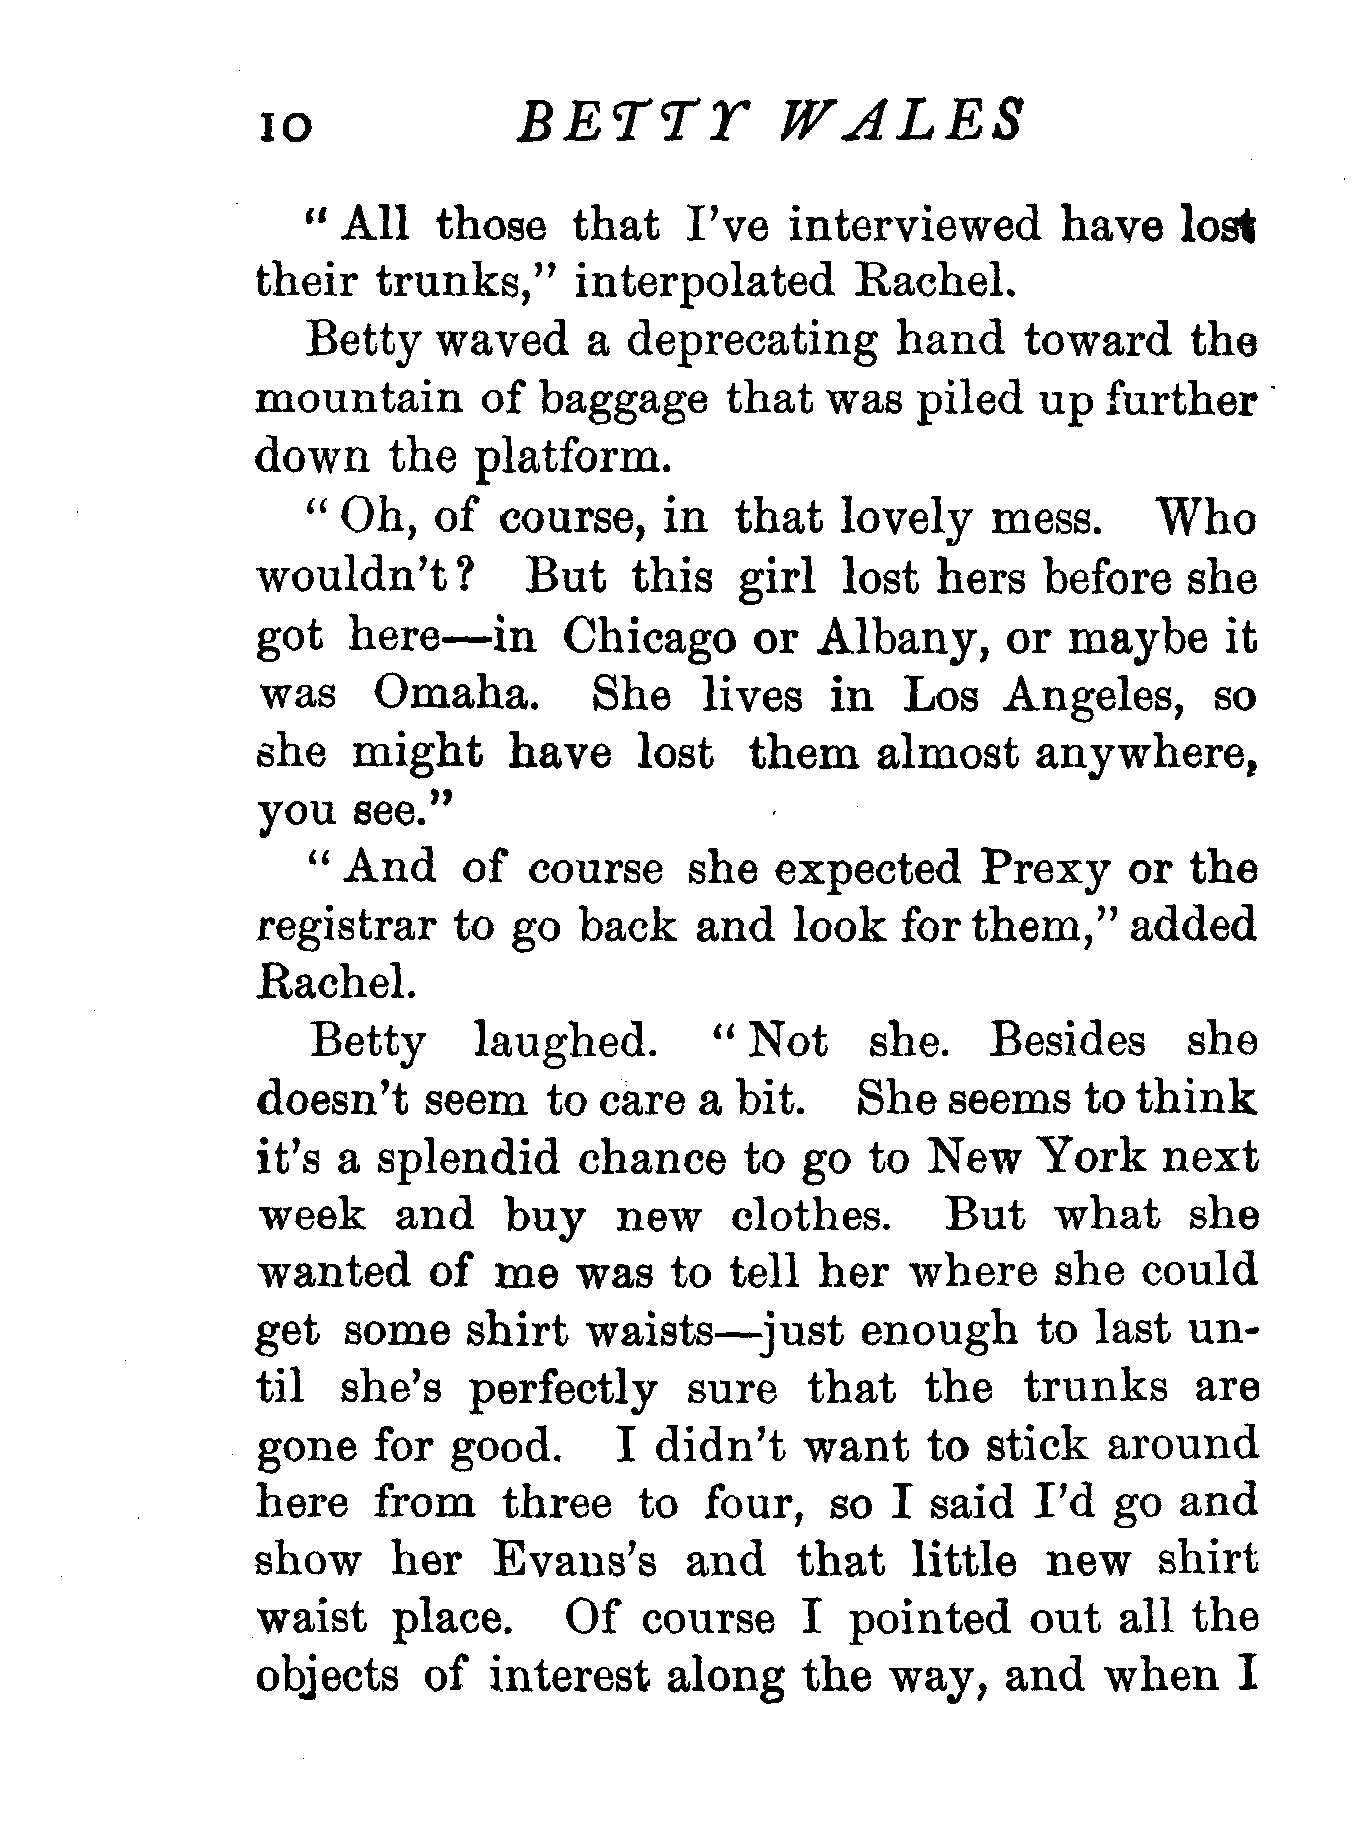 10 BETTY WALES
"All those that I've interviewed have lost
their trunks," interpolated Rachel.
Betty waved a deprecating hand toward the
mountain of baggage that was piled up further
down the platform.
"Oh, of course, in that lovely mess. Who
wouldn't? But this girl lost hers before she
got here—in Chicago or Albany, or maybe it
was Omaha. She lives in Los Angeles, so
she might have lost them almost anywhere,
you see."
"And of course she expected Prexy or the
registrar to go back and look for them," added
Rachel.
Betty laughed. "Not she. Besides she
doesn't seem to care a bit. She seems to think
it's a splendid chance to go to New York next
week and buy new clothes. But what she
wanted of me was to tell her where she could
get some shirt waists—just enough to last un-
til she's perfectly sure that the trunks are
gone for good. I didn't want to stick around
here from three to four, so I said I'd go and
show her Evans's and that little new shirt
waist place. Of course I pointed out all the
objects of interest along the way, and when I